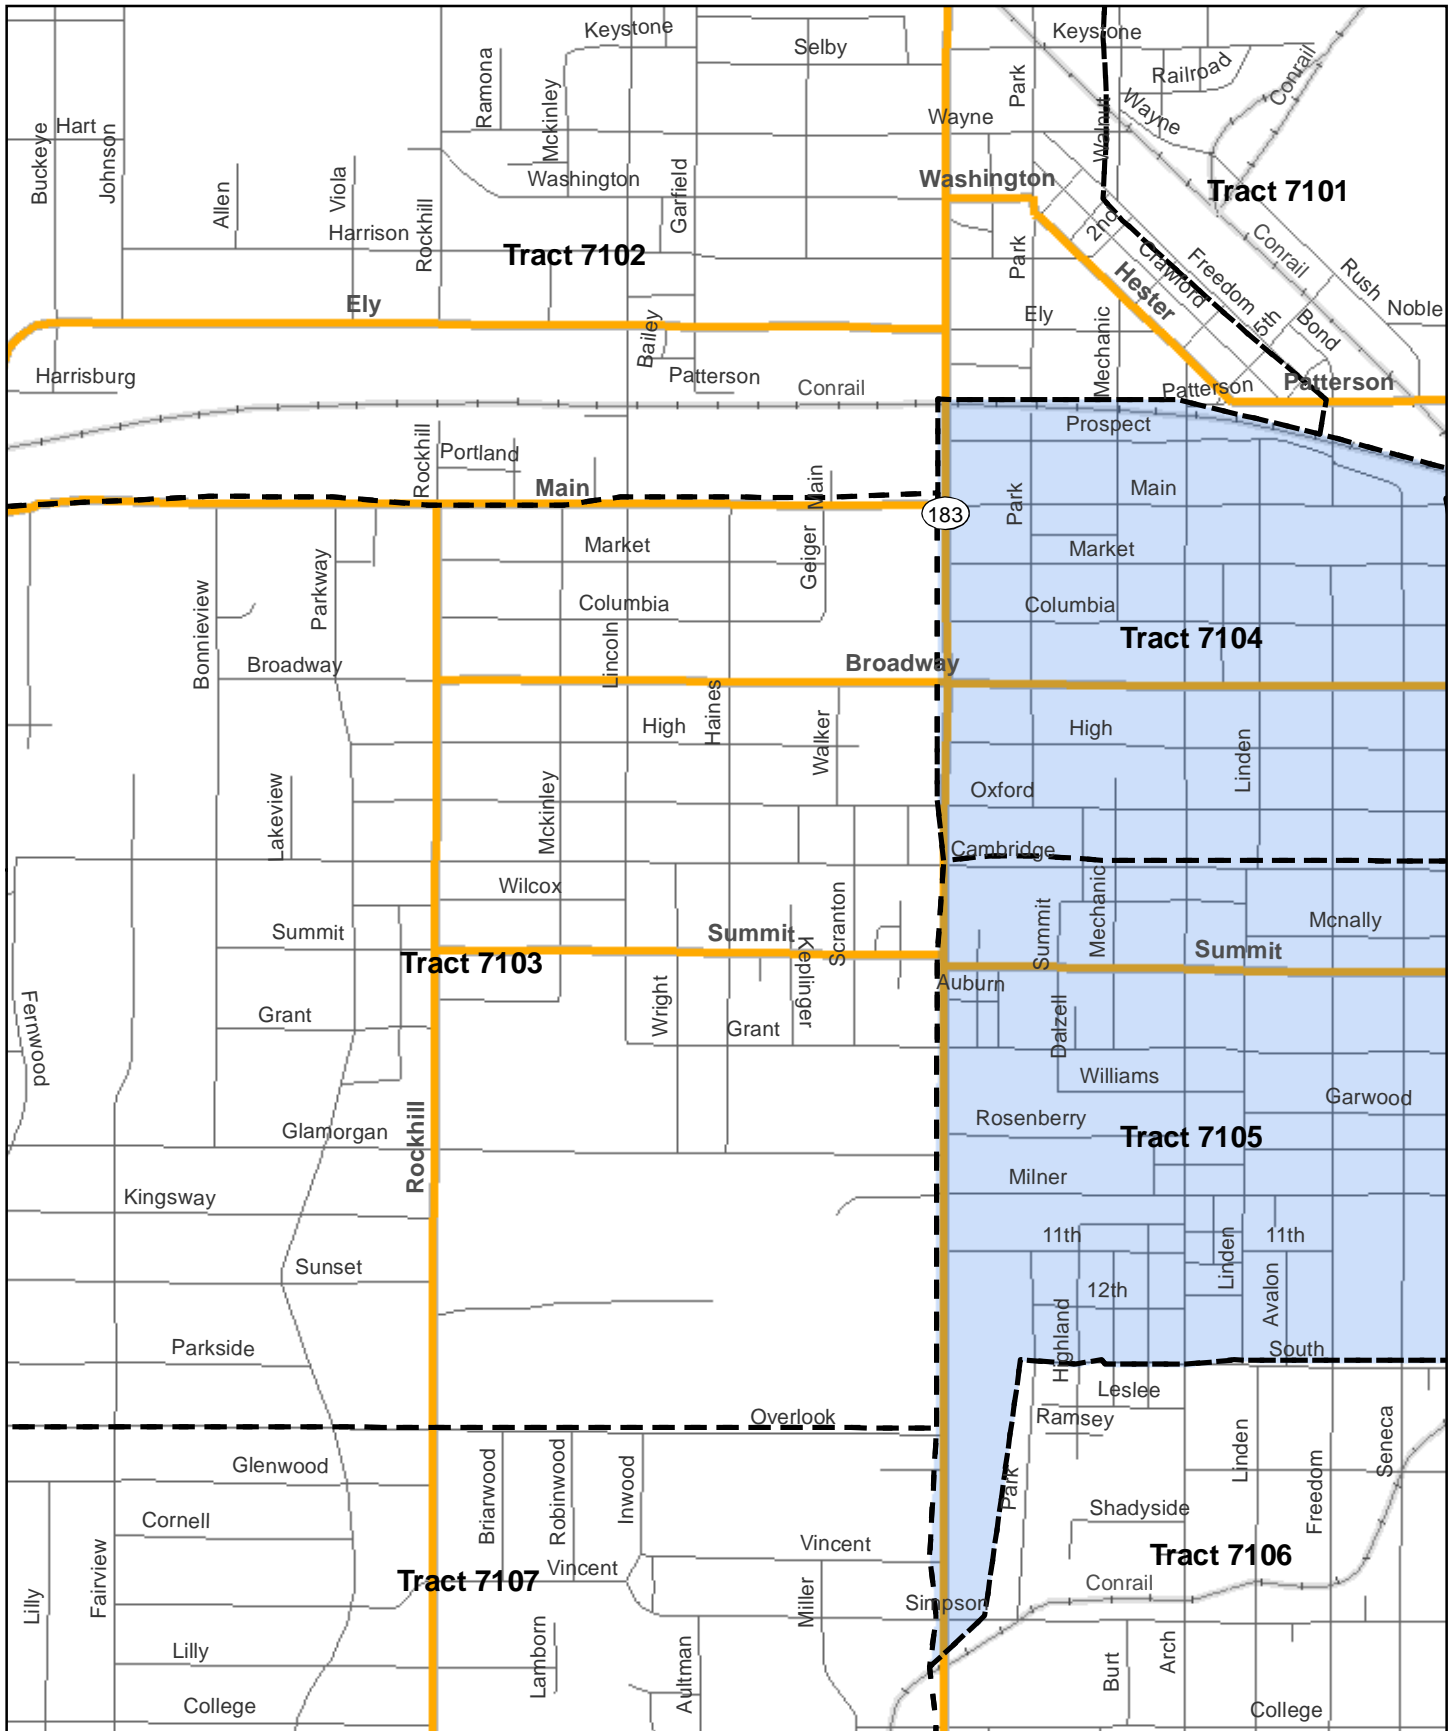 Keystone
Selby
Keystone
Railroad
Conrail
Ramona
Mckinley
Park
Wayne
Wayne
Walnut
Buckeye
Hart
Johnson
Allen
Viola
Rockhill
Washington
Garfield
Washington
Tract 7101
Harrison
Tract 7102
Park
2nd
Crawford
Freedom
Conrail
Rush
Noble
Ely
Hester
5th
Bond
Bailey
Ely
Mechanic
Harrisburg
Patterson
Conrail
Patterson
Patterson
Prospect
Rockhill
Portland
Main
Main
183
Park
Main
Market
Geiger
Market
Bonnieview
Parkway
Columbia
Columbia
Lincoln
Tract 7104
Broadway
Broadway
High
Haines
Walker
High
Linden
Oxford
Lakeview
Mckinley
Cambridge
Wilcox
Scranton
Summit
Mechanic
Mcnally
Summit
Summit
Keplinger
Summit
Tract 7103
Auburn
Fernwood
Grant
Wright
Grant
Dalzell
Williams
Garwood
Rockhill
Glamorgan
Rosenberry
Tract 7105
Milner
Kingsway
11th
Linden
11th
Sunset
12th
Avalon
Highland
Parkside
South
Leslee
Overlook
Ramsey
Glenwood
Briarwood
Robinwood
Inwood
Park
Linden
Freedom
Seneca
Cornell
Shadyside
Vincent
Tract 7106
Fairview
Tract 7107
Vincent
Conrail
Lilly
Miller
Simpson
Lilly
Lamborn
Aultman
Burt
Arch
College
College